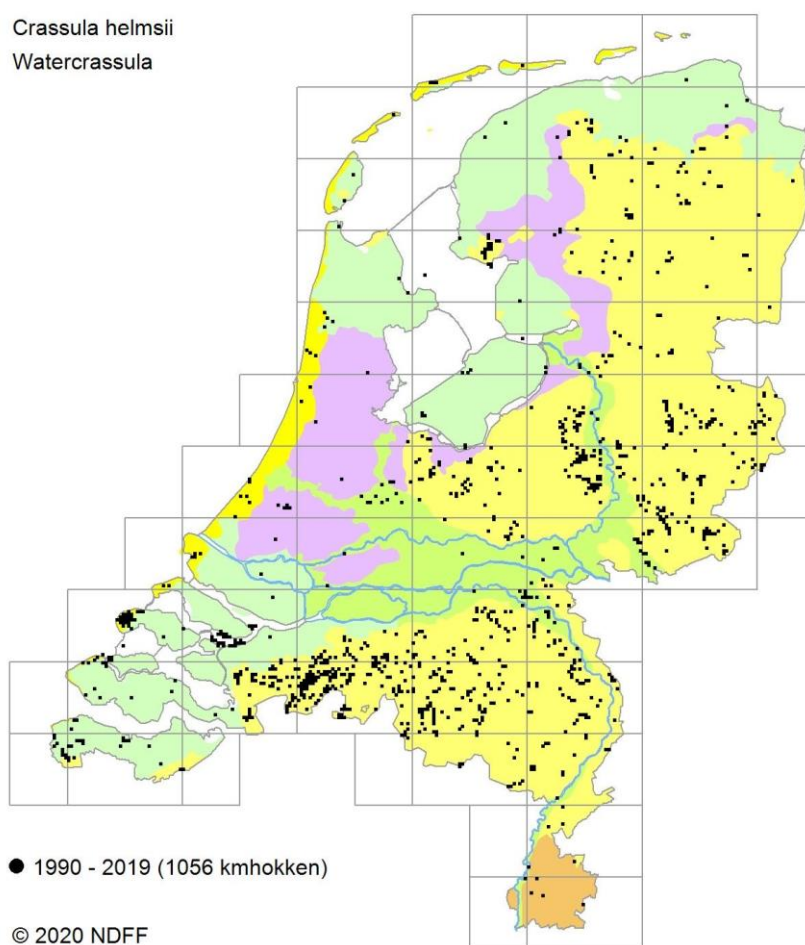 Crassula helmsii
Watercrassula
● 1990 - 2019 (1056 kmhokken)
© 2020 NDFF